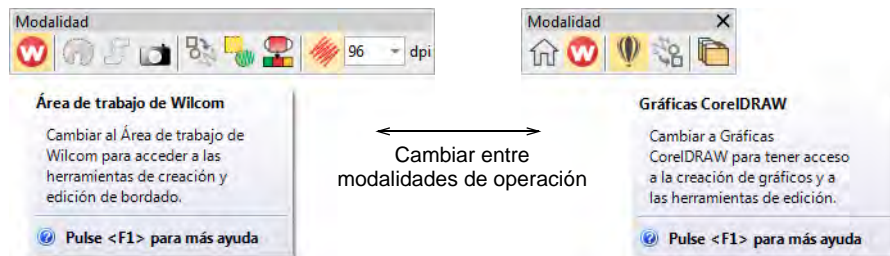 Modalidad
96 dpi
Área de trabajo de Wilcom
Cambiar al Área de trabajo de
Wilcom para acceder a las
herramientas de creación y
edición de bordado.
Pulse <F1> para más ayuda
Cambiar entre
modalidades de operación
Modalidad
Gráficas CorelDRAW
Cambiar a Gráficas
CorelDRAW para tener acceso
a la creación de gráficos y a
las herramientas de edición.
Pulse <F1> para más ayuda